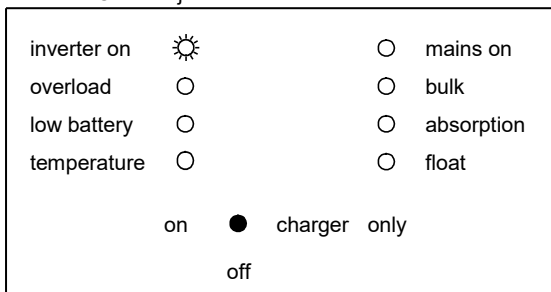 inverter on mains on
overload bulk
low battery absorption
temperature float
on charger only
off